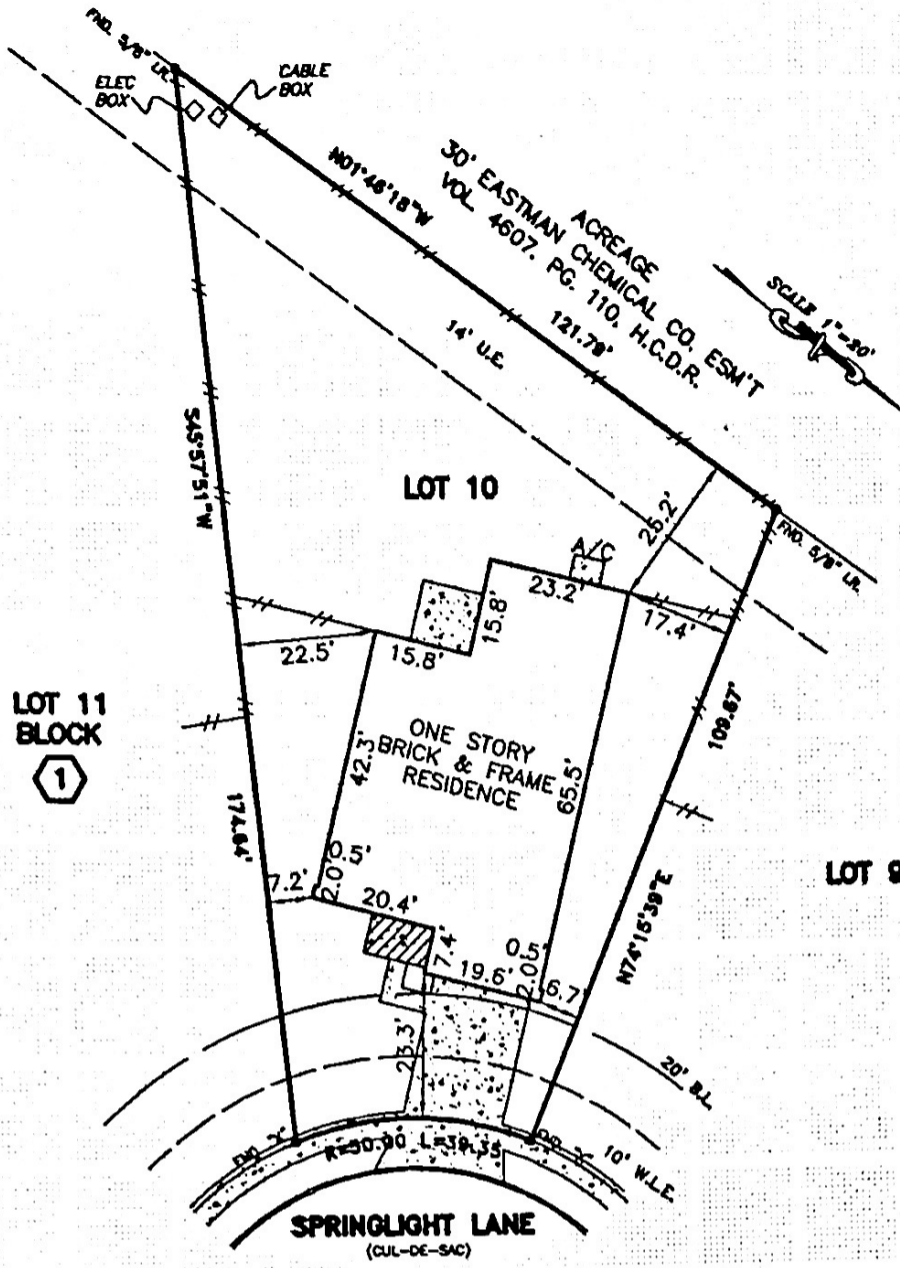 FND. 5/8" I.R.
ELEC
BOX
CABLE
BOX
N01°46'18"W
ACREAGE
30' EASTMAN CHEMICAL CO. ESM'T
VOL. 4607, PG. 110, H.C.D.R.
121.79'
SCALE 1"=30'
14' U.E.
S45°57'51"W
LOT 10
25.2'
A/C
FND. 5/8" I.R.
23.2'
15.8'
17.4'
22.5'
15.8'
LOT 11
BLOCK
1
ONE STORY
BRICK & FRAME
RESIDENCE
42.3'
65.5'
109.67'
174.64'
0.5'
2.0'
7.2'
20.4'
LOT 9
7.4'
0.5'
2.0'
19.6'
6.7'
N74°15'39"E
23.3'
20' B.L.
R=50.00 L=39.35
10' W.L.E.
SPRINGLIGHT LANE
(CUL-DE-SAC)